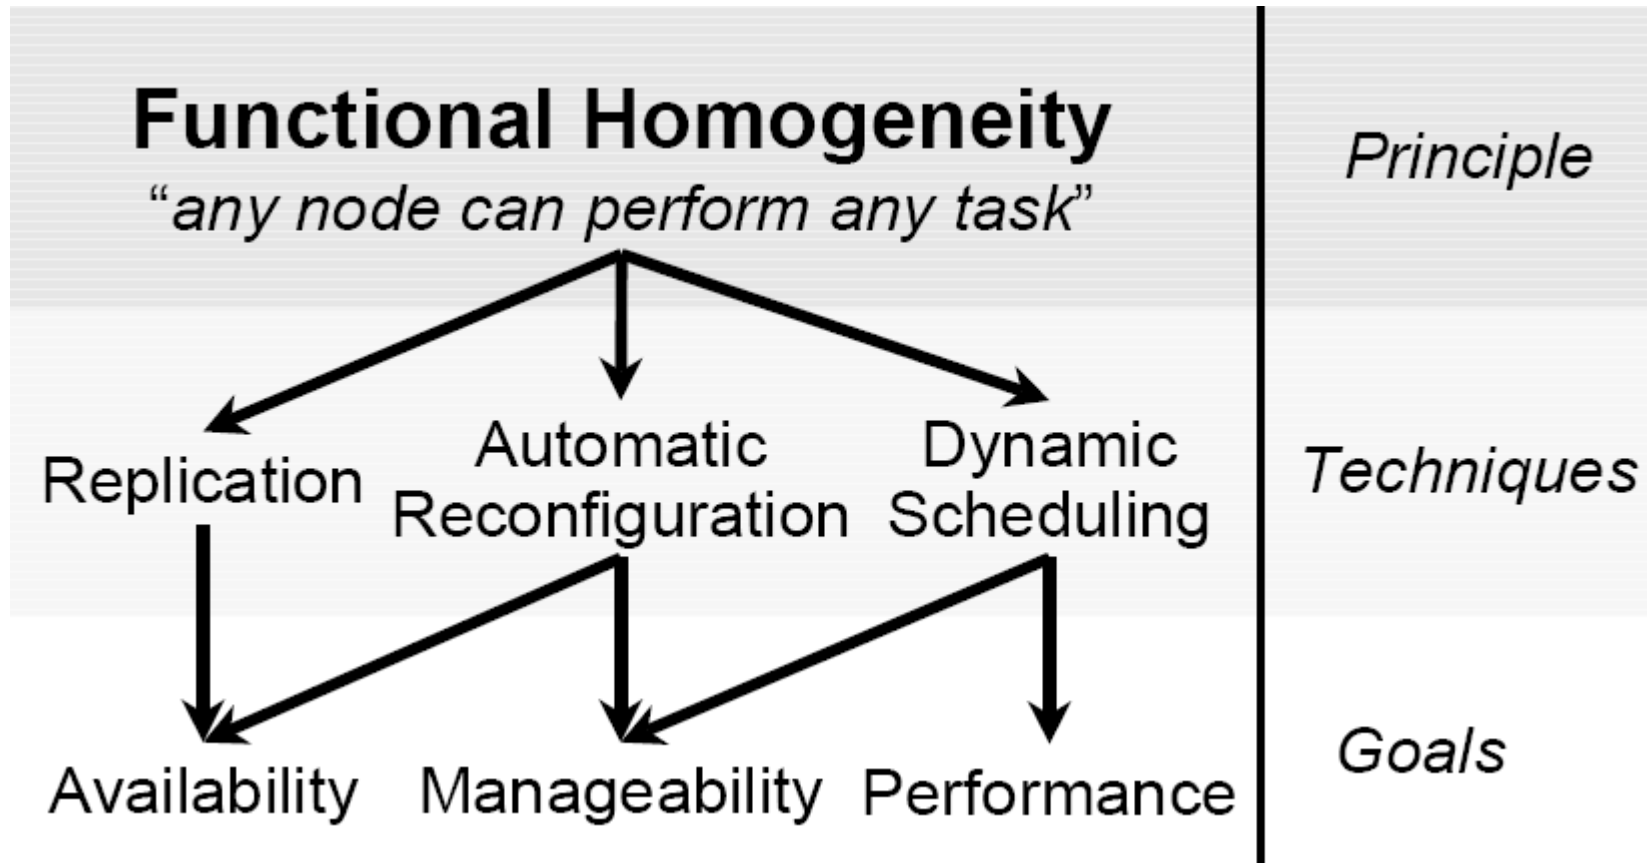 Functional Homogeneity
“any node can perform any task”
Principle
Replication
Automatic
Reconfiguration
Dynamic
Scheduling
Techniques
Availability
Manageability
Performance
Goals